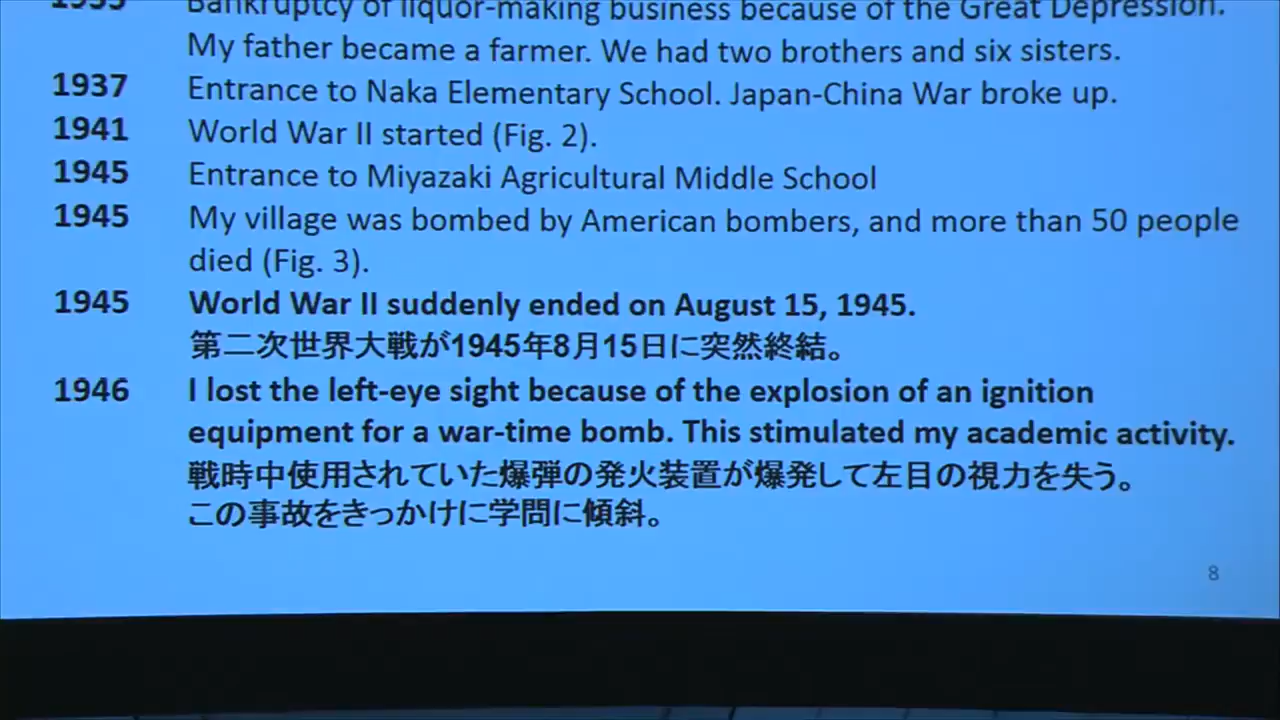 Bankruptcy of liquor-making business because of the Great Depression.
My father became a farmer. We had two brothers and six sisters.
1937 Entrance to Naka Elementary School. Japan-China War broke up.
1941 World War II started (Fig. 2).
1945 Entrance to Miyazaki Agricultural Middle School
1945 My village was bombed by American bombers, and more than 50 people
died (Fig. 3).
1945 World War II suddenly ended on August 15, 1945.
第二次世界大戦が1945年8月15日に突然終結。
1946 I lost the left-eye sight because of the explosion of an ignition
equipment for a war-time bomb. This stimulated my academic activity.
戦時中使用されていた爆弾の発火装置が爆発して左目の視力を失う。
この事故をきっかけに学問に傾斜。
8